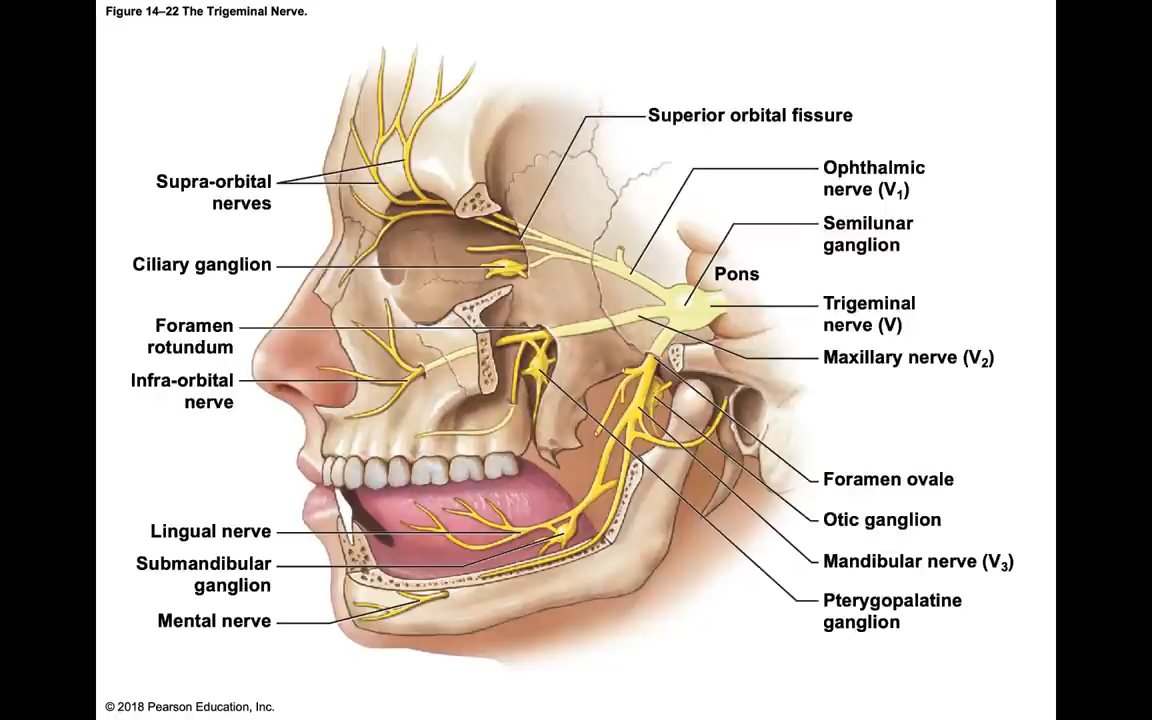 Figure 14–22 The Trigeminal Nerve.
Superior orbital fissure
Ophthalmic
nerve (V1)
Semilunar
ganglion
Pons
Trigeminal
nerve (V)
Maxillary nerve (V2)
Foramen ovale
Otic ganglion
Mandibular nerve (V3)
Pterygopalatine
ganglion
Supra-orbital
nerves
Ciliary ganglion
Foramen
rotundum
Infra-orbital
nerve
Lingual nerve
Submandibular
ganglion
Mental nerve
© 2018 Pearson Education, Inc.